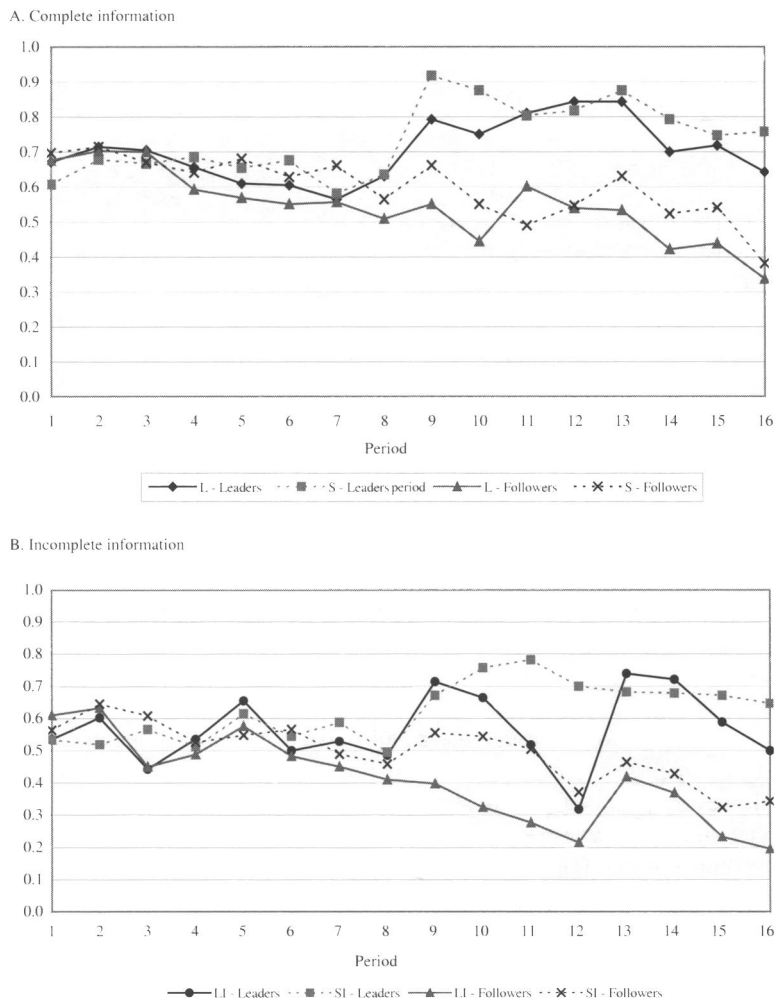 A. Complete information
1.0
0.9
0.8
0.7
0.6
0.5
0.4
0.3
0.2
0.1
0.0
1 2 3 4 5 6 7 8 9 10 11 12 13 14 15 16
Period
L - Leaders S - Leaders period L - Followers S - Followers
B. Incomplete information
1.0
0.9
0.8
0.7
0.6
0.5
0.4
0.3
0.2
0.1
0.0
1 2 3 4 5 6 7 8 9 10 11 12 13 14 15 16
Period
LI - Leaders SI - Leaders LI - Followers SI - Followers